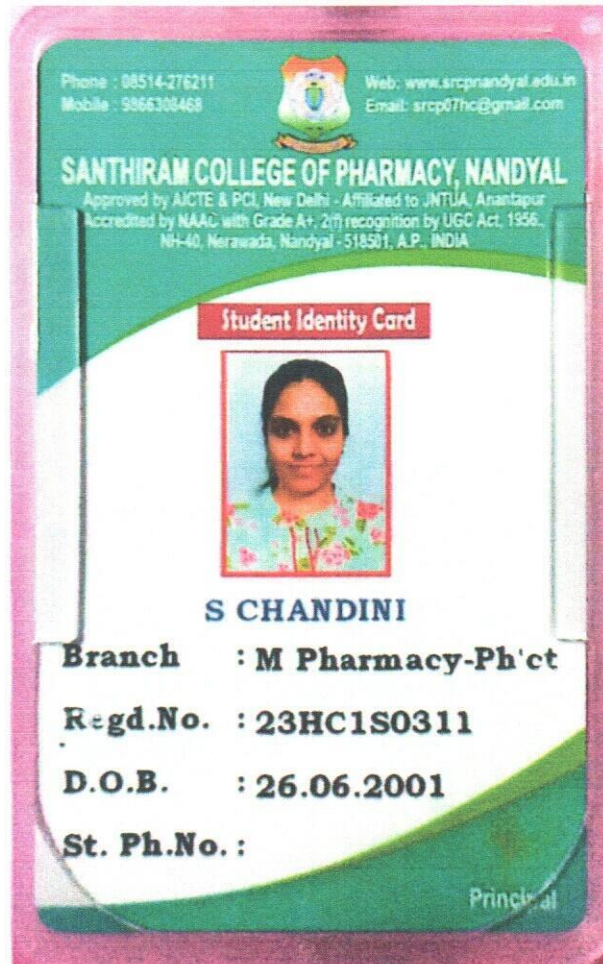 Phone : 08514-276211
Mobile : 9866308468
Web: www.srcpnandyal.edu.in
Email: srcp07hc@gmail.com
SANTHIRAM COLLEGE OF PHARMACY, NANDYAL
Approved by AICTE & PCI, New Delhi - Affiliated to JNTUA, Anantapur
Accredited by NAAC with Grade A+, 2(f) recognition by UGC Act, 1956.,
NH-40, Nerawada, Nandyal - 518501, A.P., INDIA
Student Identity Card
S CHANDINI
Branch : M Pharmacy-Ph'ct
Regd.No. : 23HC1S0311
D.O.B. : 26.06.2001
St. Ph.No. :
Principal